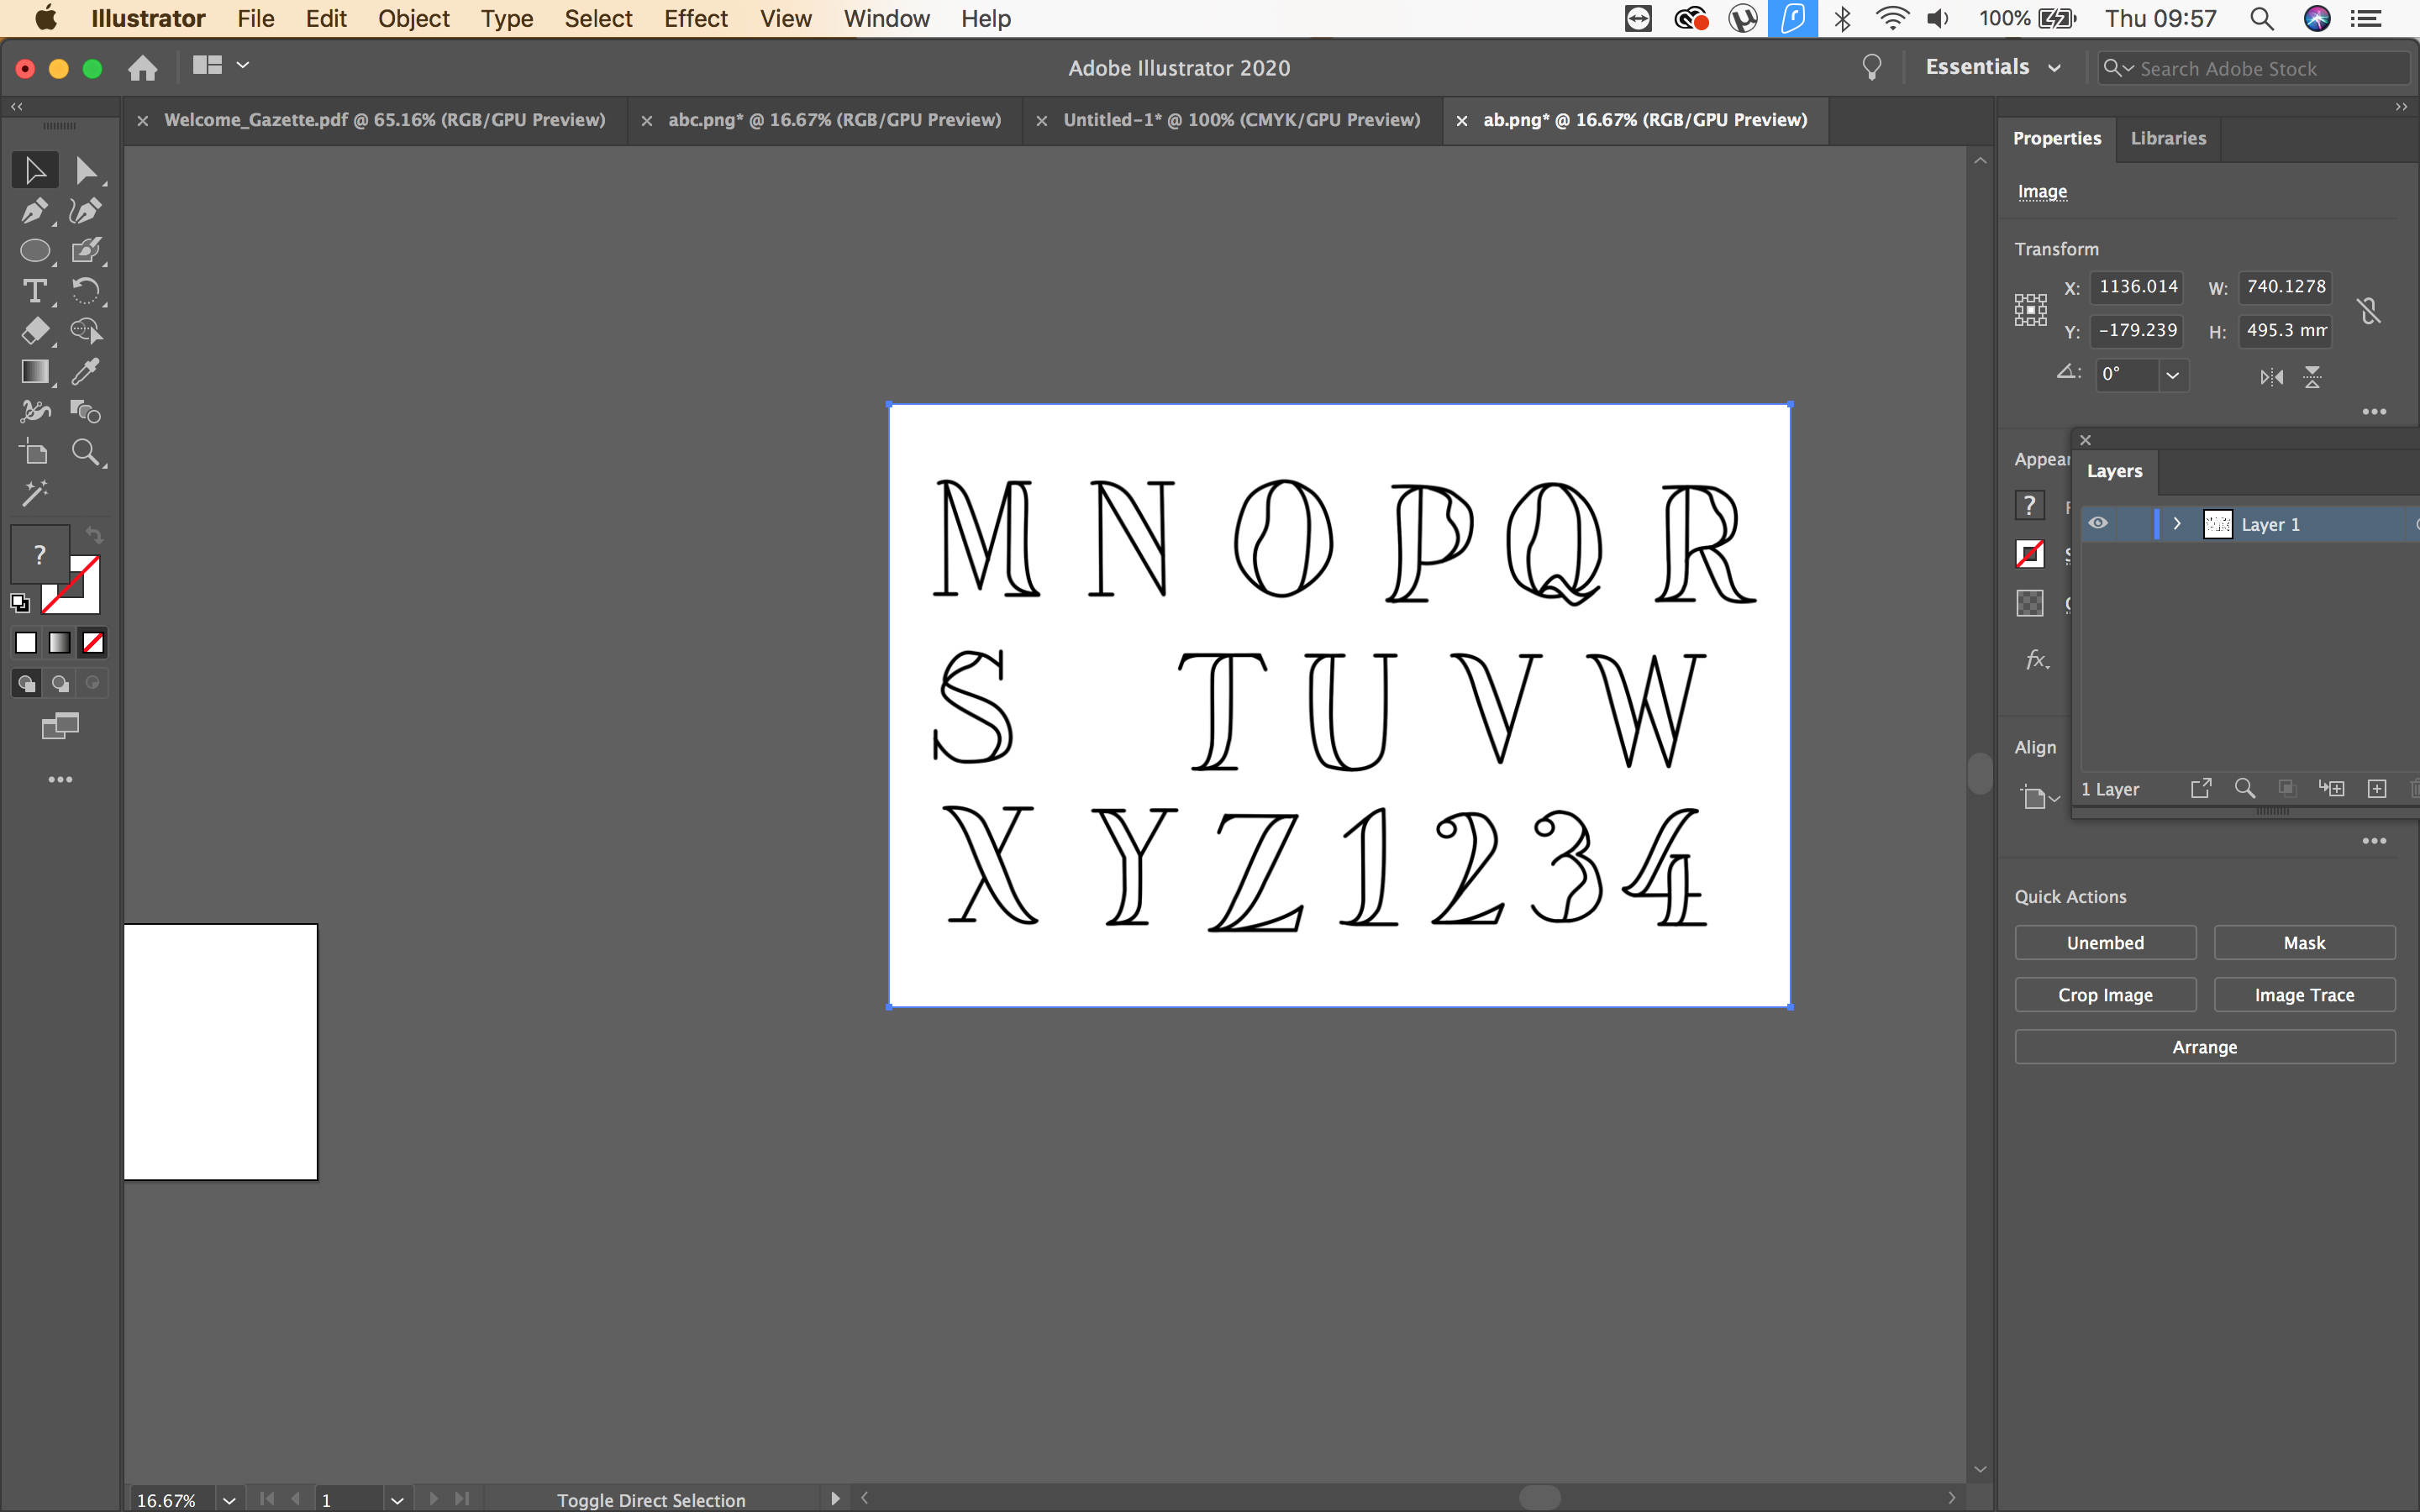 Illustrator File Edit Object Type Select Effect View Window Help 100% Thu 09:57
Adobe Illustrator 2020 Essentials Search Adobe Stock
Welcome_Gazette.pdf @ 65.16% (RGB/GPU Preview) abc.png* @ 16.67% (RGB/GPU Preview) Untitled-1* @ 100% (CMYK/GPU Preview) ab.png* @ 16.67% (RGB/GPU Preview)
Properties Libraries
Image
Transform
X: 1136.014 W: 740.1278
Y: -179.239 H: 495.3 mm
0°
Appear
Layers
Layer 1
fx
Align
1 Layer
Quick Actions
Unembed Mask
Crop Image Image Trace
Arrange
M N O P Q R
S T U V W
X Y Z 1 2 3 4
16.67% 1 Toggle Direct Selection